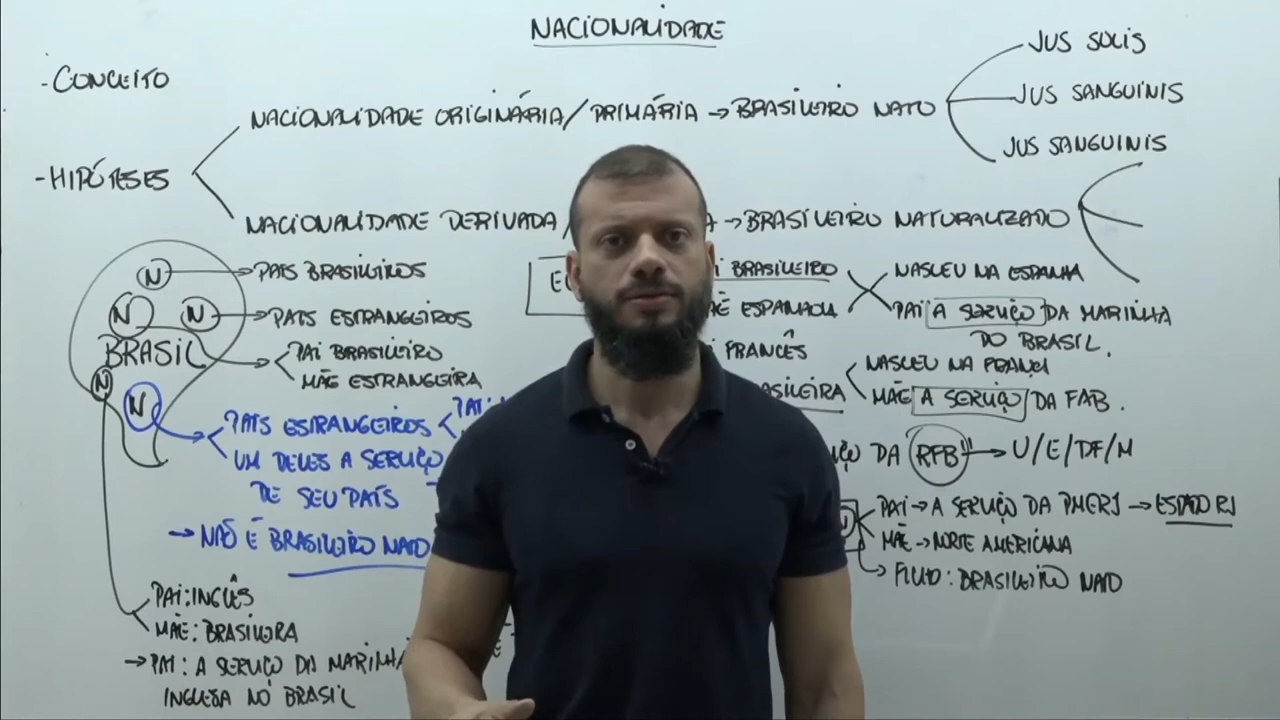 NACIONALIDADE
- CONCEITO
- HIPÓTESES
NACIONALIDADE ORIGINÁRIA/PRIMÁRIA → BRASILEIRO NATO
JUS SOLIS
JUS SANGUINIS
JUS SANGUINIS
NACIONALIDADE DERIVADA/ → BRASILEIRO NATURALIZADO
N
PAIS BRASILEIROS
N
N
PAIS ESTRANGEIROS
BRASIL
PAI BRASILEIRO
MÃE ESTRANGEIRA
N
N
PAIS ESTRANGEIROS
UM DELES A SERVIÇO
DE SEU PAÍS
→ NÃO É BRASILEIRO NATO
PAI: INGLÊS
MÃE: BRASILEIRA
→ PAI: A SERVIÇO DA MARINHA
INGLESA NO BRASIL
BRASILEIRO
NASCEU NA ESPANHA
ESPANHOLA
PAI A SERVIÇO DA MARINHA
DO BRASIL.
FRANCÊS
NASCEU NA FRANÇA
MÃE A SERVIÇO DA FAB.
DA RFB" → U/E/DF/M
PAI → A SERVIÇO DA PMERJ → ESTADO RJ
MÃE → NORTE AMERICANA
→ FILHO: BRASILEIRO NATO